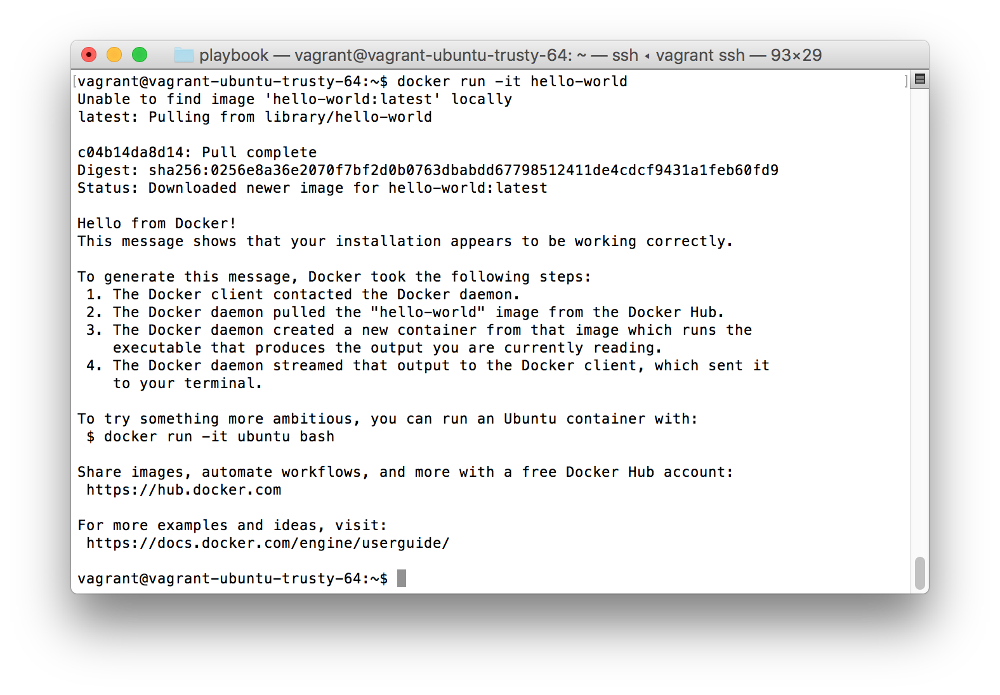 playbook — vagrant@vagrant-ubuntu-trusty-64: ~ — ssh ◂ vagrant ssh — 93×29
vagrant@vagrant-ubuntu-trusty-64:~$ docker run -it hello-world
Unable to find image 'hello-world:latest' locally
latest: Pulling from library/hello-world
c04b14da8d14: Pull complete
Digest: sha256:0256e8a36e2070f7bf2d0b0763dbabdd67798512411de4cdcf9431a1feb60fd9
Status: Downloaded newer image for hello-world:latest
Hello from Docker!
This message shows that your installation appears to be working correctly.
To generate this message, Docker took the following steps:
1. The Docker client contacted the Docker daemon.
2. The Docker daemon pulled the "hello-world" image from the Docker Hub.
3. The Docker daemon created a new container from that image which runs the
executable that produces the output you are currently reading.
4. The Docker daemon streamed that output to the Docker client, which sent it
to your terminal.
To try something more ambitious, you can run an Ubuntu container with:
$ docker run -it ubuntu bash
Share images, automate workflows, and more with a free Docker Hub account:
https://hub.docker.com
For more examples and ideas, visit:
https://docs.docker.com/engine/userguide/
vagrant@vagrant-ubuntu-trusty-64:~$